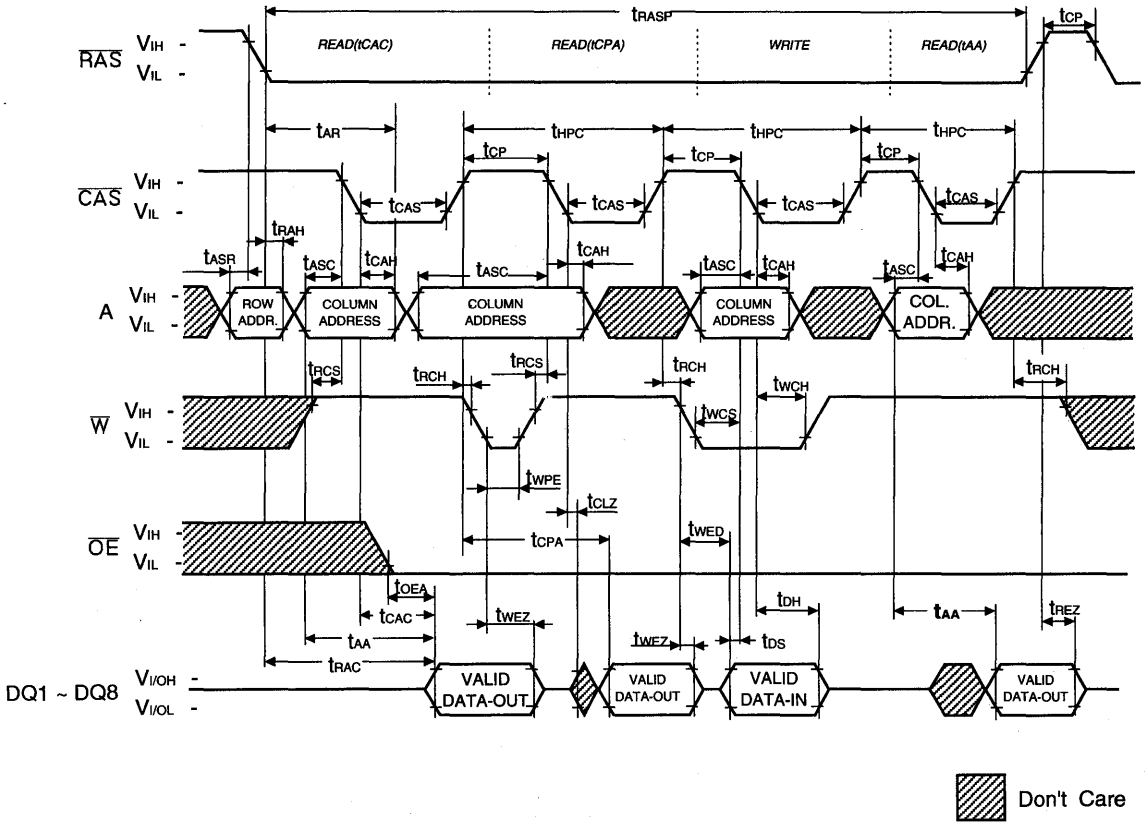 tRASP
tCP
RAS
VIH -
VIL -
READ(tCAC)
READ(tCPA)
WRITE
READ(tAA)
tAR
tHPC
tHPC
tHPC
tCP
tCP
tCP
CAS
VIH -
VIL -
tCAS
tCAS
tCAS
tCAS
tRAH
tASR
tASC
tCAH
tASC
tCAH
tASC
tCAH
tASC
tCAH
A
VIH -
VIL -
ROW
ADDR.
COLUMN
ADDRESS
COLUMN
ADDRESS
COLUMN
ADDRESS
COL.
ADDR.
tRCS
tRCH
tRCS
tRCH
tWCH
tRCH
W
VIH -
VIL -
tWCS
tWPE
tCLZ
OE
VIH -
VIL -
tCPA
tWED
tOEA
tCAC
tWEZ
tDH
tAA
tREZ
tAA
tWEZ
tDS
tRAC
DQ1 ~ DQ8
VI/OH -
VI/OL -
VALID
DATA-OUT
VALID
DATA-OUT
VALID
DATA-IN
VALID
DATA-OUT
Don't Care